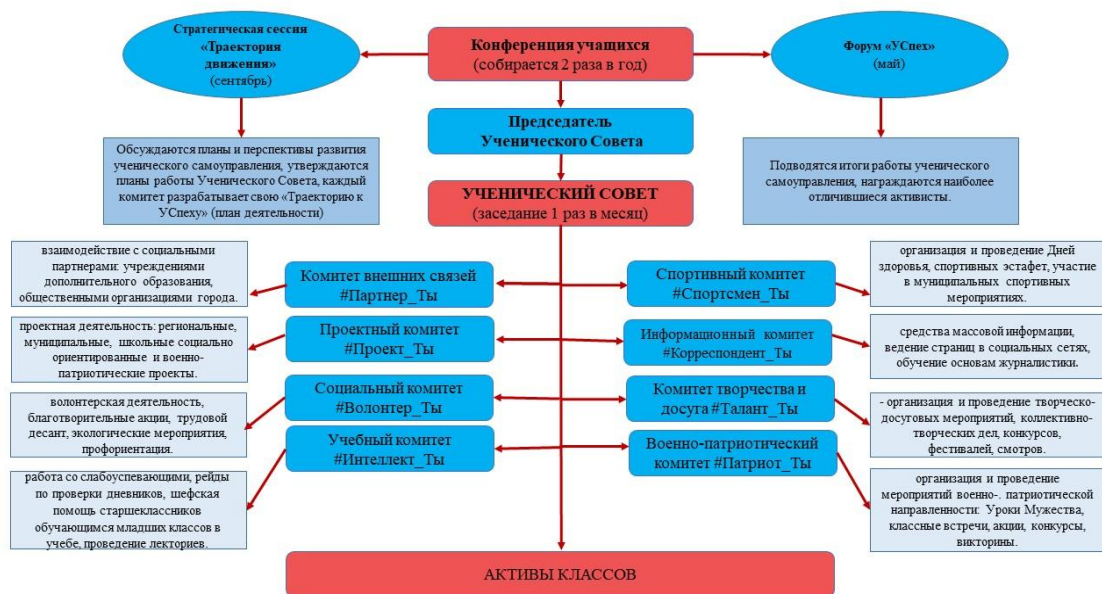 Стратегическая сессия
«Траектория
движения»
(сентябрь)
Конференция учащихся
(собирается 2 раза в год)
Форум «УСпех»
(май)
Председатель
Ученического Совета
Обсуждаются планы и перспективы развития
ученического самоуправления, утверждаются
планы работы Ученического Совета, каждый
комитет разрабатывает свою «Траекторию к
УСпеху» (план деятельности)
Подводятся итоги работы ученического
самоуправления, награждаются наиболее
отличившиеся активисты.
УЧЕНИЧЕСКИЙ СОВЕТ
(заседание 1 раз в месяц)
взаимодействие с социальными
партнерами: учреждениями
дополнительного образования,
общественными организациями города.
Комитет внешних связей
#Партнер_Ты
Спортивный комитет
#Спортсмен_Ты
организация и проведение Дней
здоровья, спортивных эстафет, участие
в муниципальных спортивных
мероприятиях.
проектная деятельность: региональные,
муниципальные, школьные социально
ориентированные и военно-
патриотические проекты.
Проектный комитет
#Проект_Ты
Информационный комитет
#Корреспондент_Ты
средства массовой информации,
ведение страниц в социальных сетях,
обучение основам журналистики.
волонтерская деятельность,
благотворительные акции, трудовой
десант, экологические мероприятия,
профориентация.
Социальный комитет
#Волонтер_Ты
Комитет творчества и
досуга #Талант_Ты
- организация и проведение творческо-
досуговых мероприятий, коллективно-
творческих дел, конкурсов,
фестивалей, смотров.
Учебный комитет
#Интеллект_Ты
Военно-патриотический
комитет #Патриот_Ты
работа со слабоуспевающими, рейды
по проверки дневников, шефская
помощь старшеклассников
обучающимся младших классов в
учебе, проведение лекториев.
организация и проведение
мероприятий военно-. патриотической
направленности: Уроки Мужества,
классные встречи, акции, конкурсы,
викторины.
АКТИВЫ КЛАССОВ